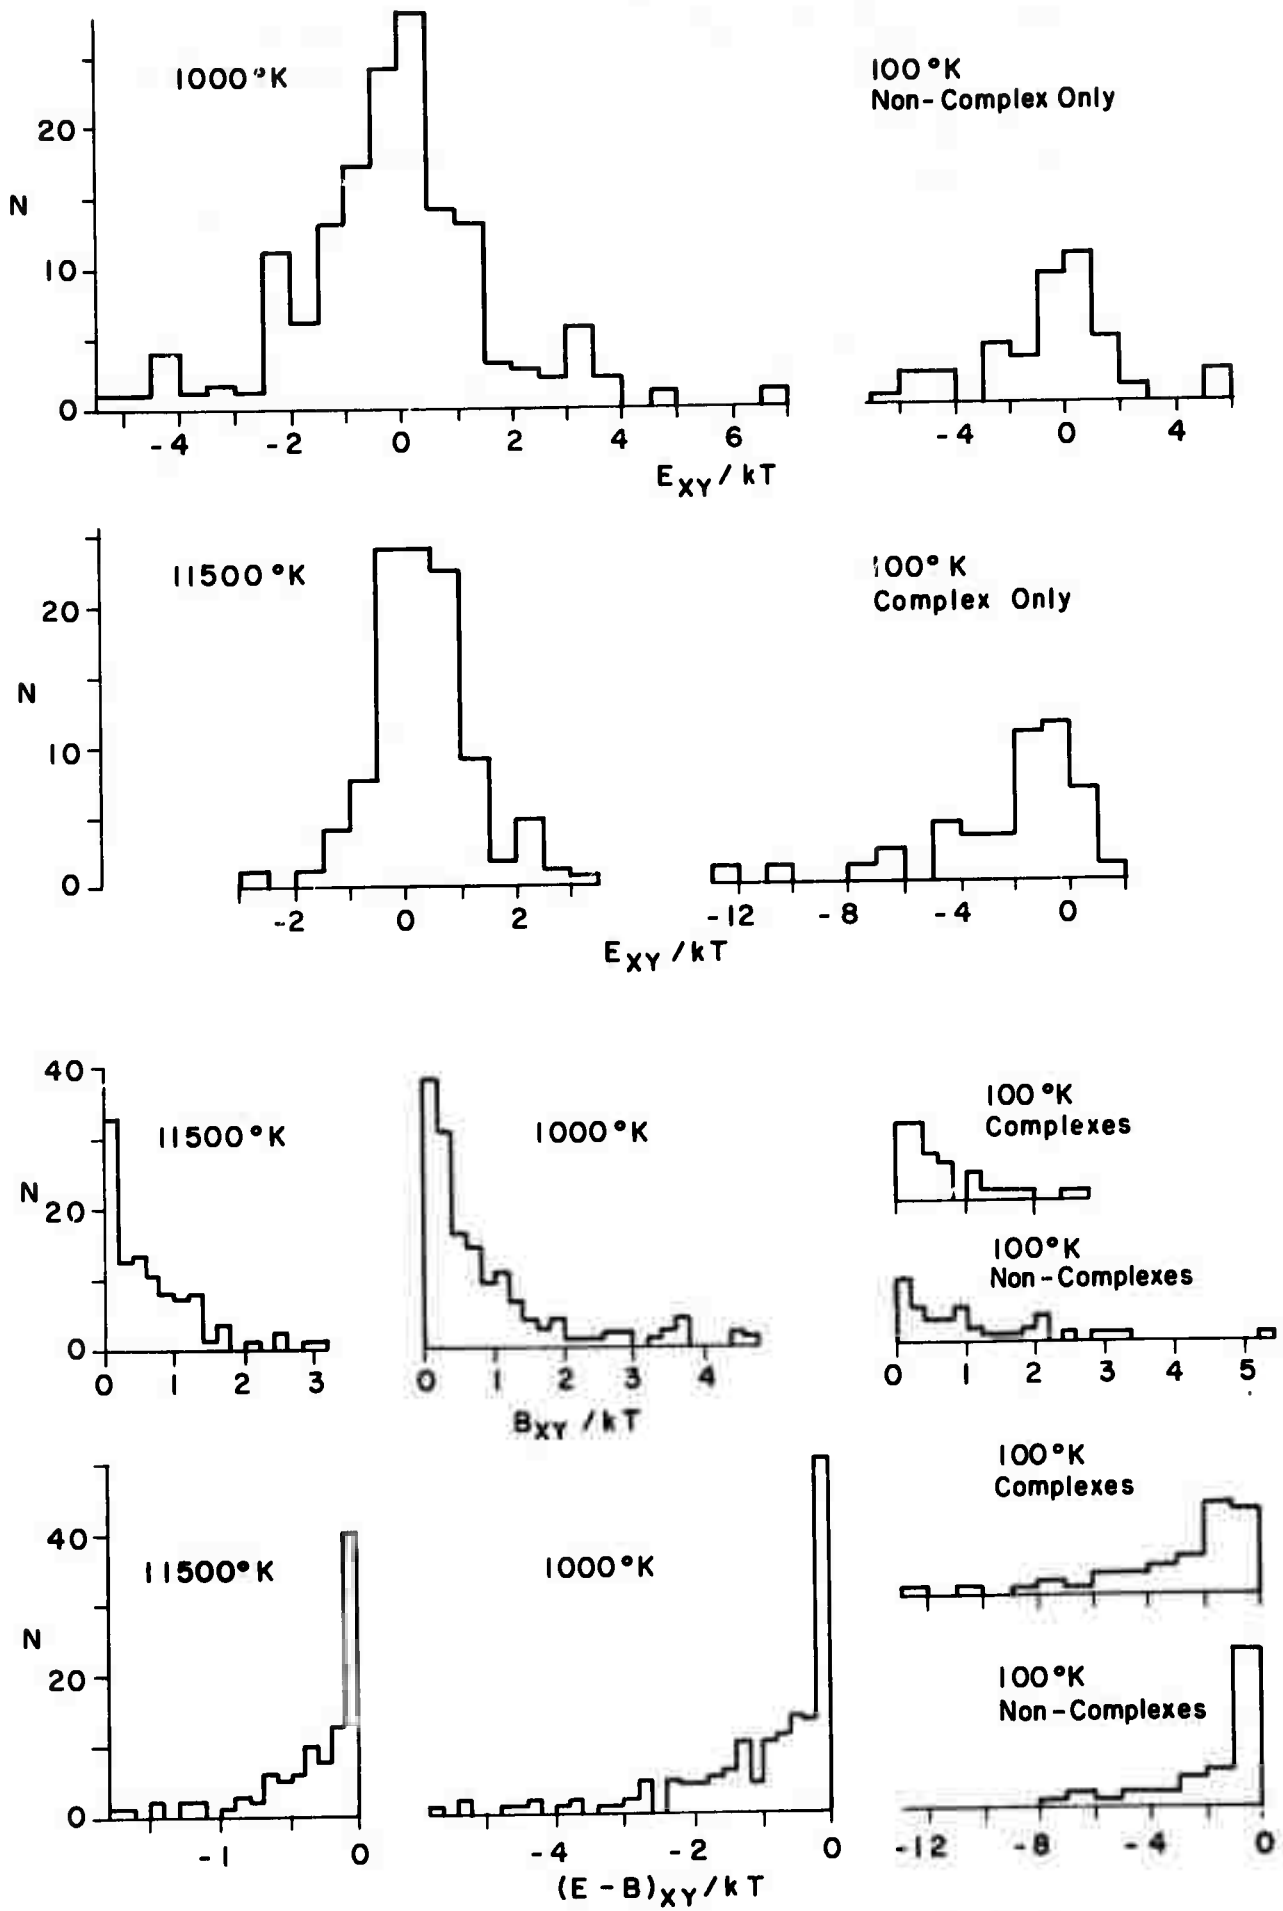 1000°K
100°K
Non-Complex Only
20
N
10
0
-4 -2 0 2 4 6
-4 0 4
E_XY / kT
11500°K
100°K
Complex Only
20
N
10
0
-2 0 2
-12 -8 -4 0
E_XY / kT
40
11500°K
1000°K
100°K
Complexes
N
20
100°K
Non-Complexes
0
0 1 2 3
0 1 2 3 4
0 1 2 3 4 5
B_XY / kT
100°K
Complexes
40
11500°K
1000°K
N
20
100°K
Non-Complexes
0
-1 0
-4 -2 0
-12 -8 -4 0
(E-B)_XY / kT